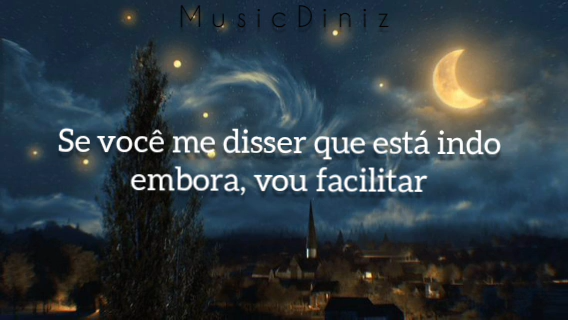 MusicDiniz
Se você me disser que está indo
embora, vou facilitar